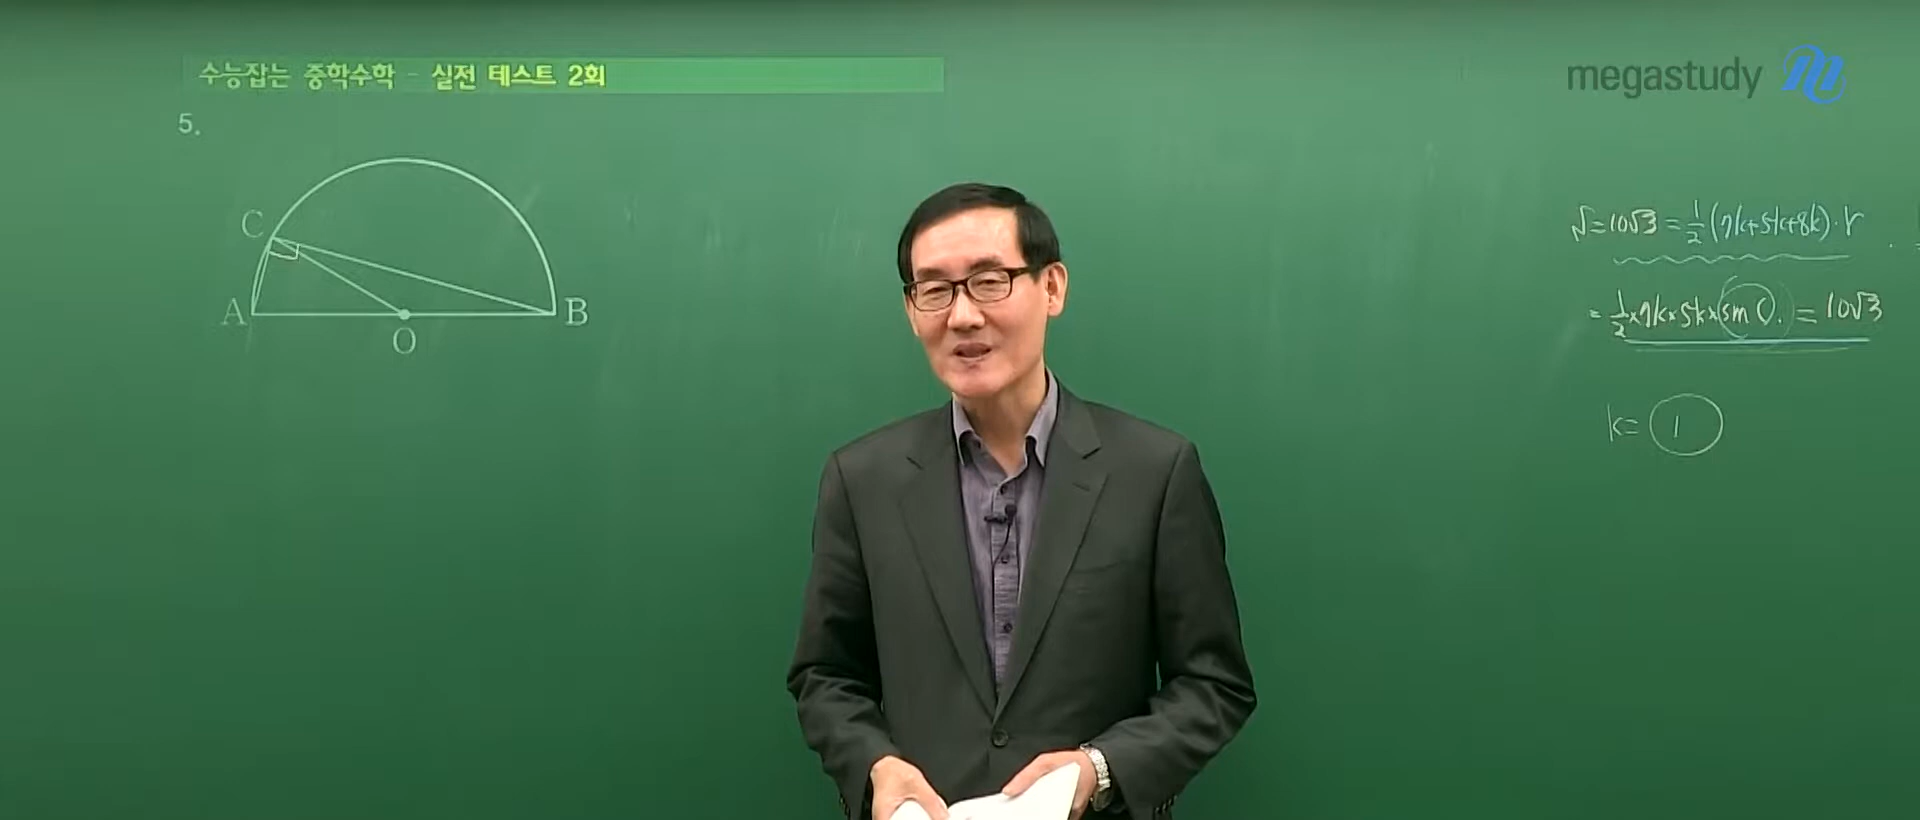 수능잡는 중학수학 - 실전 테스트 2회
megastudy
5.
C
A
B
O
S=10√3=1/2(7k+5k+8k)·r
=1/2×7k×5k×sin C. = 10√3
k= 1